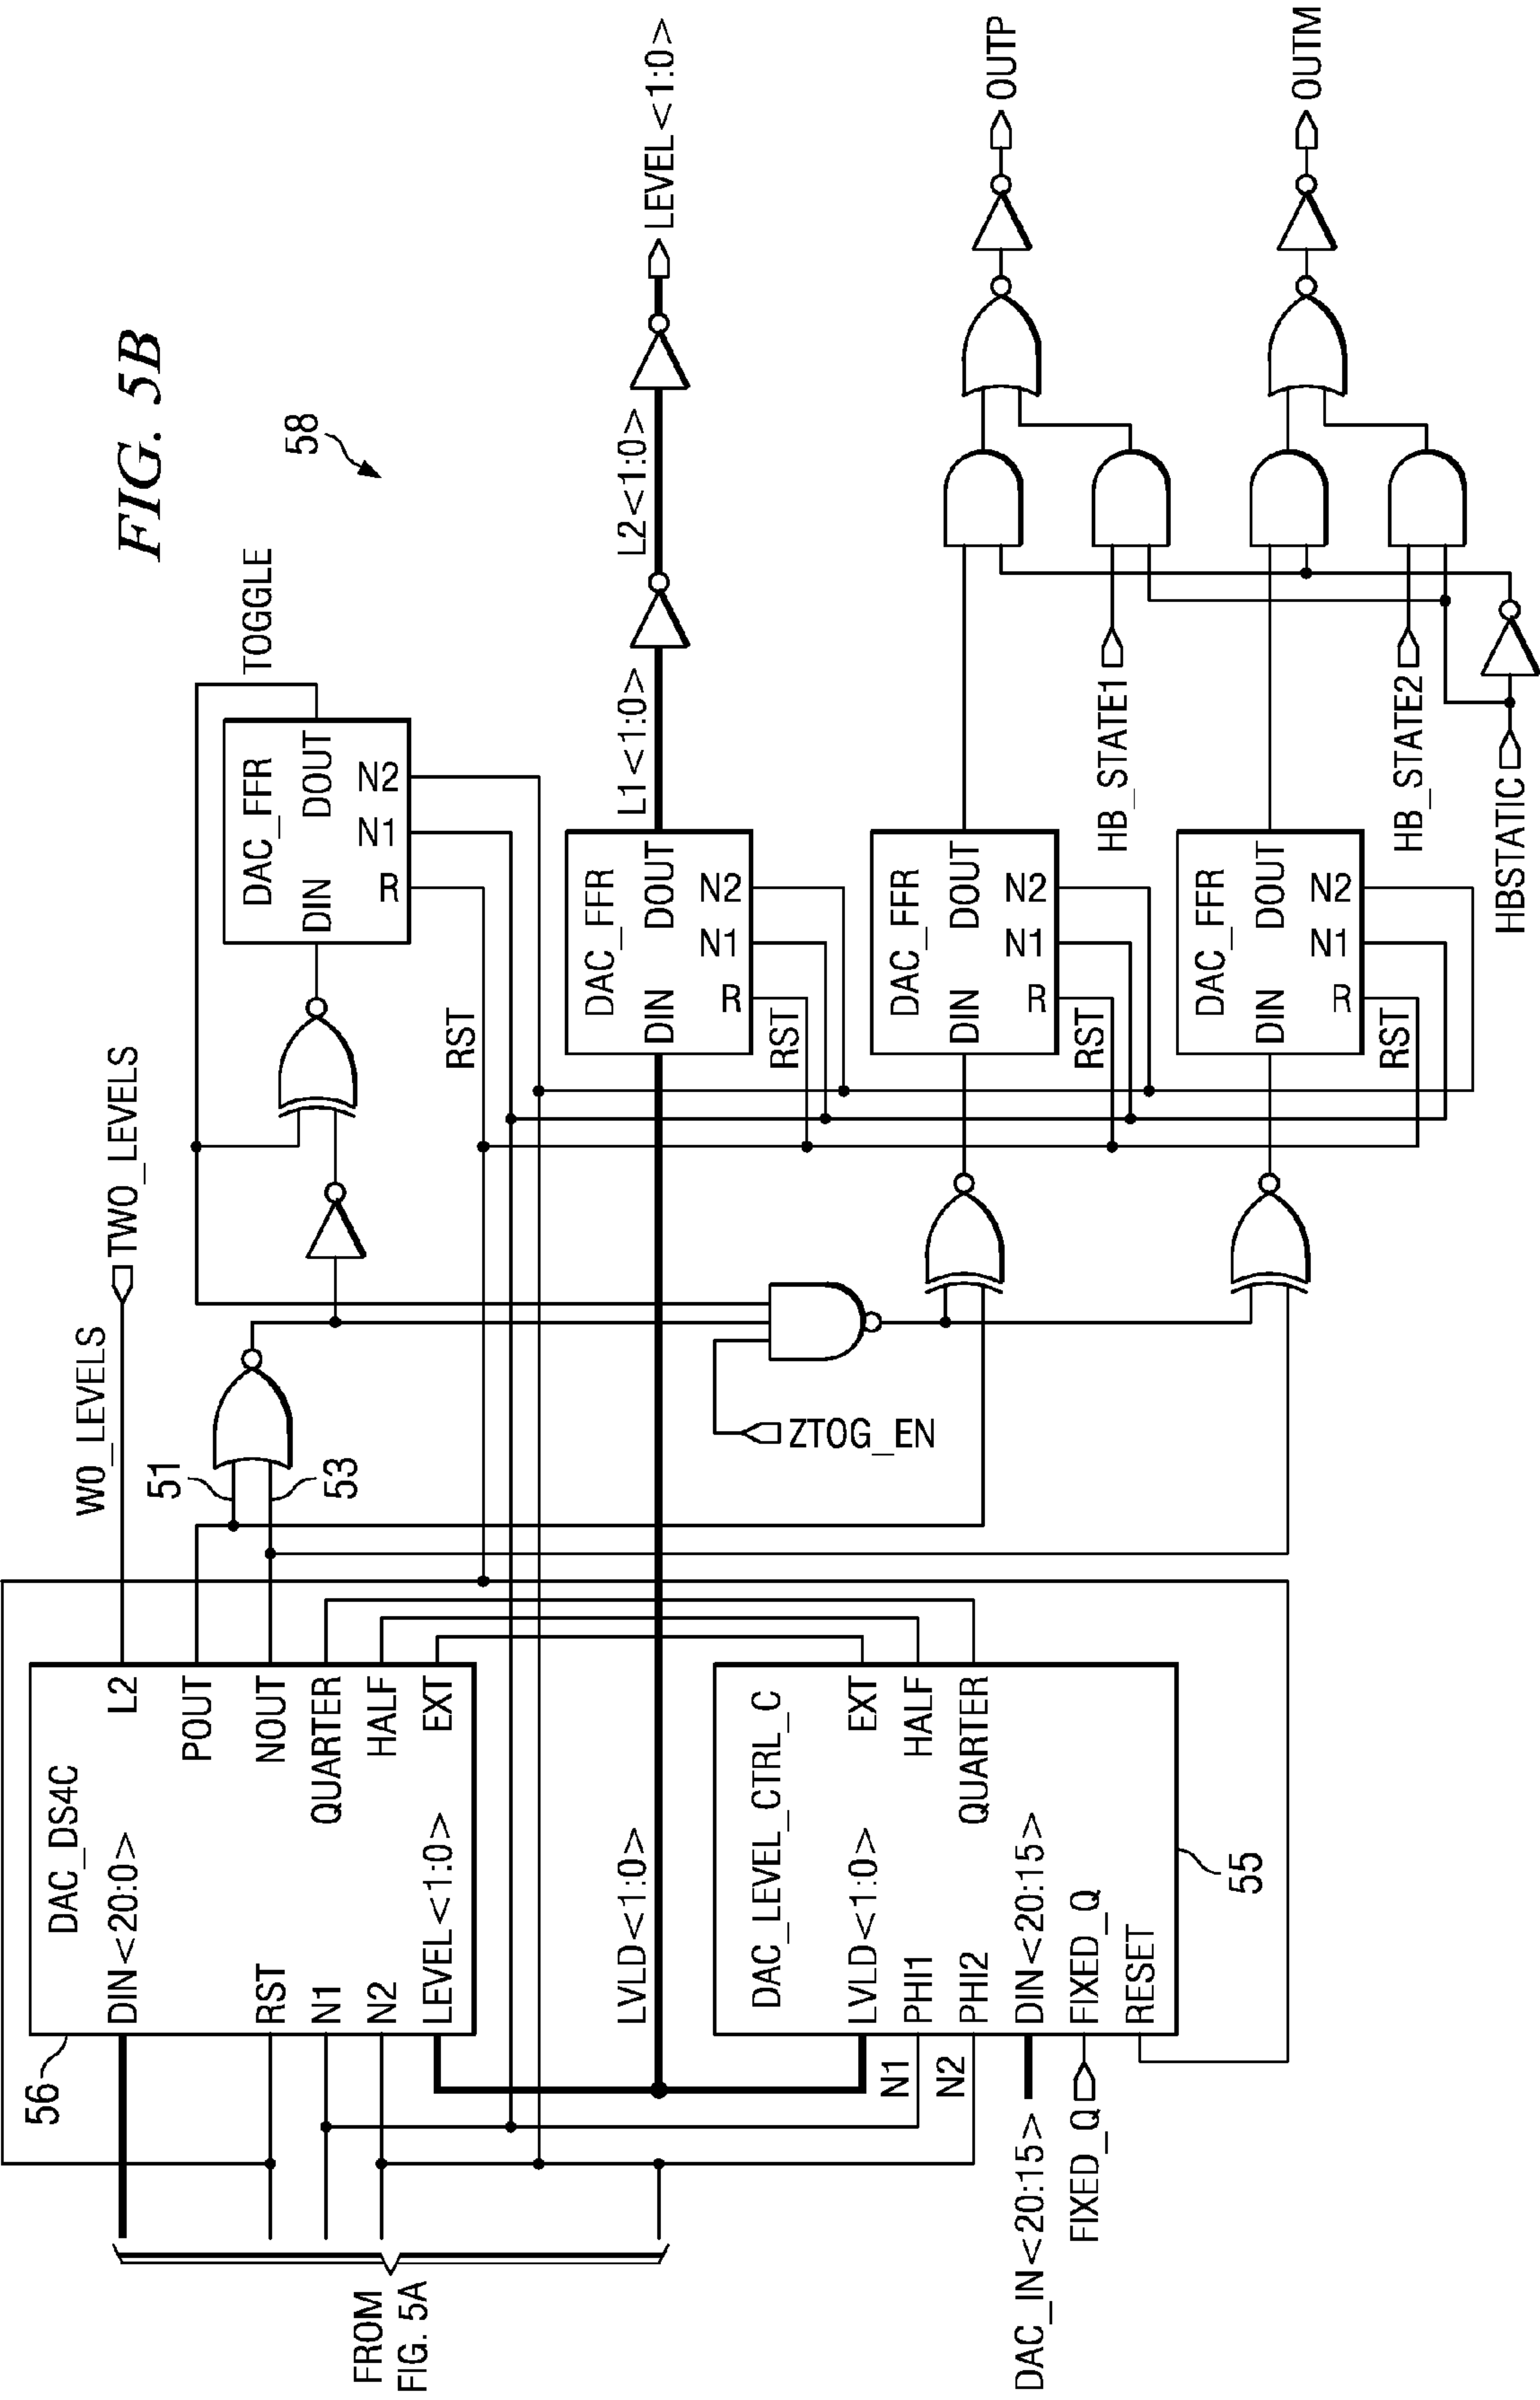 FIG. 5B
58
W0_LEVELS
TWO_LEVELS
TOGGLE
56
DAC_DS4C
DIN<20:0>
L2
POUT
RST
NOUT
N1
QUARTER
N2
HALF
LEVEL<1:0>
EXT
51
53
DAC_FFR
DIN
DOUT
R
N1
N2
RST
FROM
FIG. 5A
LVLD<1:0>
DAC_FFR
DIN
DOUT
R
N1
N2
RST
L1<1:0>
L2<1:0>
LEVEL<1:0>
DAC_LEVEL_CTRL_C
LVLD<1:0>
EXT
N1
PHI1
HALF
N2
PHI2
QUARTER
DAC_IN<20:15>
DIN<20:15>
FIXED_Q
FIXED_Q
RESET
55
ZTOG_EN
DAC_FFR
DIN
DOUT
R
N1
N2
RST
OUTP
HB_STATE1
DAC_FFR
DIN
DOUT
R
N1
N2
RST
OUTM
HB_STATE2
HBSTATIC